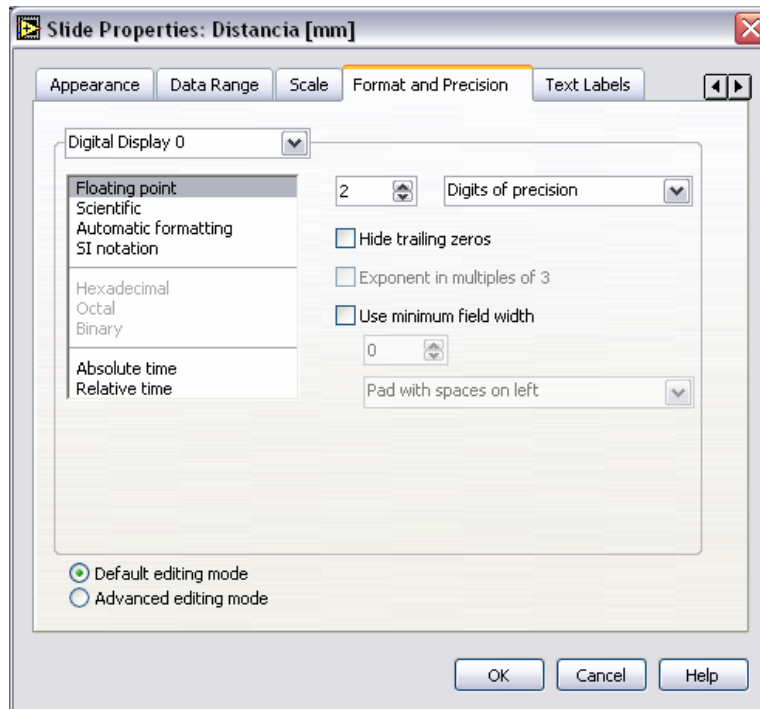 Slide Properties: Distancia [mm]
Appearance Data Range Scale Format and Precision Text Labels
Digital Display 0
Floating point
Scientific
Automatic formatting
SI notation
Hexadecimal
Octal
Binary
Absolute time
Relative time
2 Digits of precision
Hide trailing zeros
Exponent in multiples of 3
Use minimum field width
0
Pad with spaces on left
Default editing mode
Advanced editing mode
OK Cancel Help